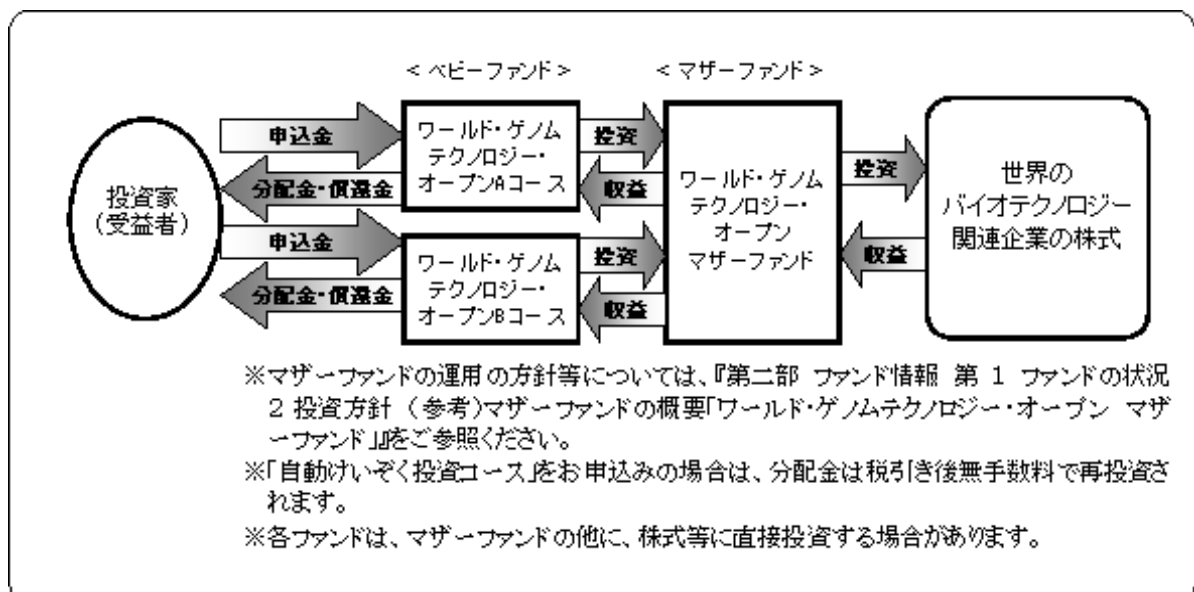 < ベビーファンド >
< マザーファンド >
投資家
（受益者）
申込金
分配金・償還金
申込金
分配金・償還金
ワールド・ゲノム
テクノロジー・
オープンAコース
ワールド・ゲノム
テクノロジー・
オープンBコース
投資
収益
投資
収益
ワールド・ゲノム
テクノロジー・
オープン
マザーファンド
投資
収益
世界の
バイオテクノロジー
関連企業の株式
※マザーファンドの運用の方針等については、『第二部 ファンド情報 第 1 ファンドの状況
2 投資方針 （参考）マザーファンドの概要「ワールド・ゲノムテクノロジー・オープン マザ
ーファンド」』をご参照ください。
※「自動けいぞく投資コース」をお申込みの場合は、分配金は税引き後無手数料で再投資さ
れます。
※各ファンドは、マザーファンドの他に、株式等に直接投資する場合があります。